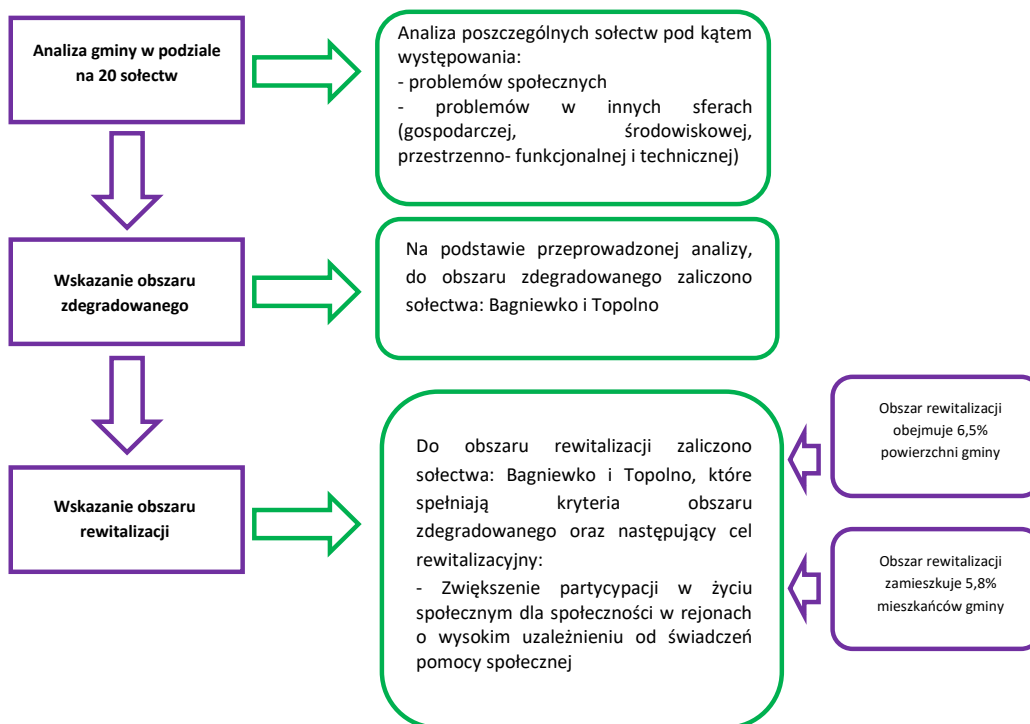 Analiza gminy w podziale
na 20 sołectw
Analiza poszczególnych sołectw pod kątem
występowania:
- problemów społecznych
- problemów w innych sferach
(gospodarczej, środowiskowej,
przestrzenno- funkcjonalnej i technicznej)
Wskazanie obszaru
zdegradowanego
Na podstawie przeprowadzonej analizy,
do obszaru zdegradowanego zaliczono
sołectwa: Bagniewko i Topolno
Wskazanie obszaru
rewitalizacji
Do obszaru rewitalizacji zaliczono
sołectwa: Bagniewko i Topolno, które
spełniają kryteria obszaru
zdegradowanego oraz następujący cel
rewitalizacyjny:
- Zwiększenie partycypacji w życiu
społecznym dla społeczności w rejonach
o wysokim uzależnieniu od świadczeń
pomocy społecznej
Obszar rewitalizacji
obejmuje 6,5%
powierzchni gminy
Obszar rewitalizacji
zamieszkuje 5,8%
mieszkańców gminy